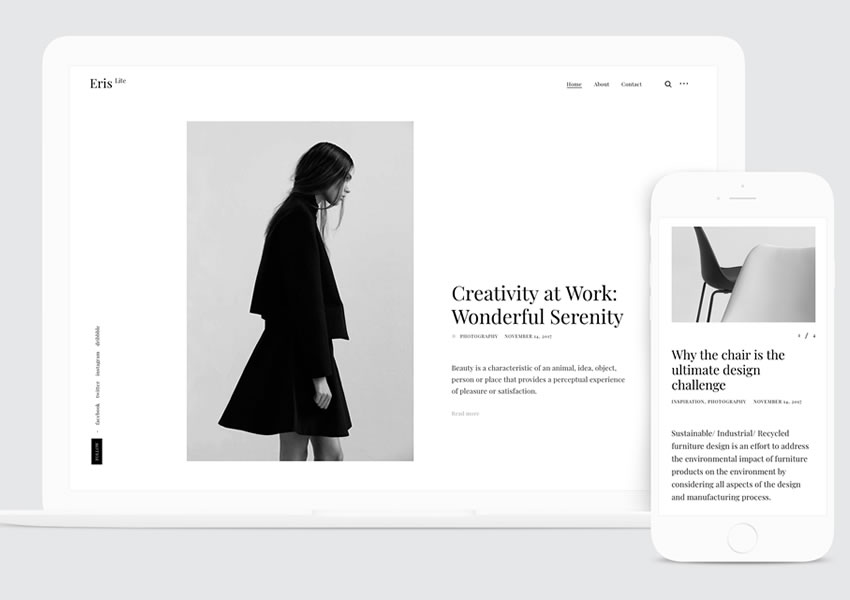 Eris Lite
Home About Contact
Creativity at Work:
Wonderful Serenity
PHOTOGRAPHY NOVEMBER 14, 2017
Beauty is a characteristic of an animal, idea, object,
person or place that provides a perceptual experience
of pleasure or satisfaction.
Read more
FOLLOW — facebook twitter instagram dribbble
Why the chair is the
ultimate design
challenge
INSPIRATION, PHOTOGRAPHY NOVEMBER 14, 2017
Sustainable/ Industrial/ Recycled
furniture design is an effort to address
the environmental impact of furniture
products on the environment by
considering all aspects of the design
and manufacturing process.